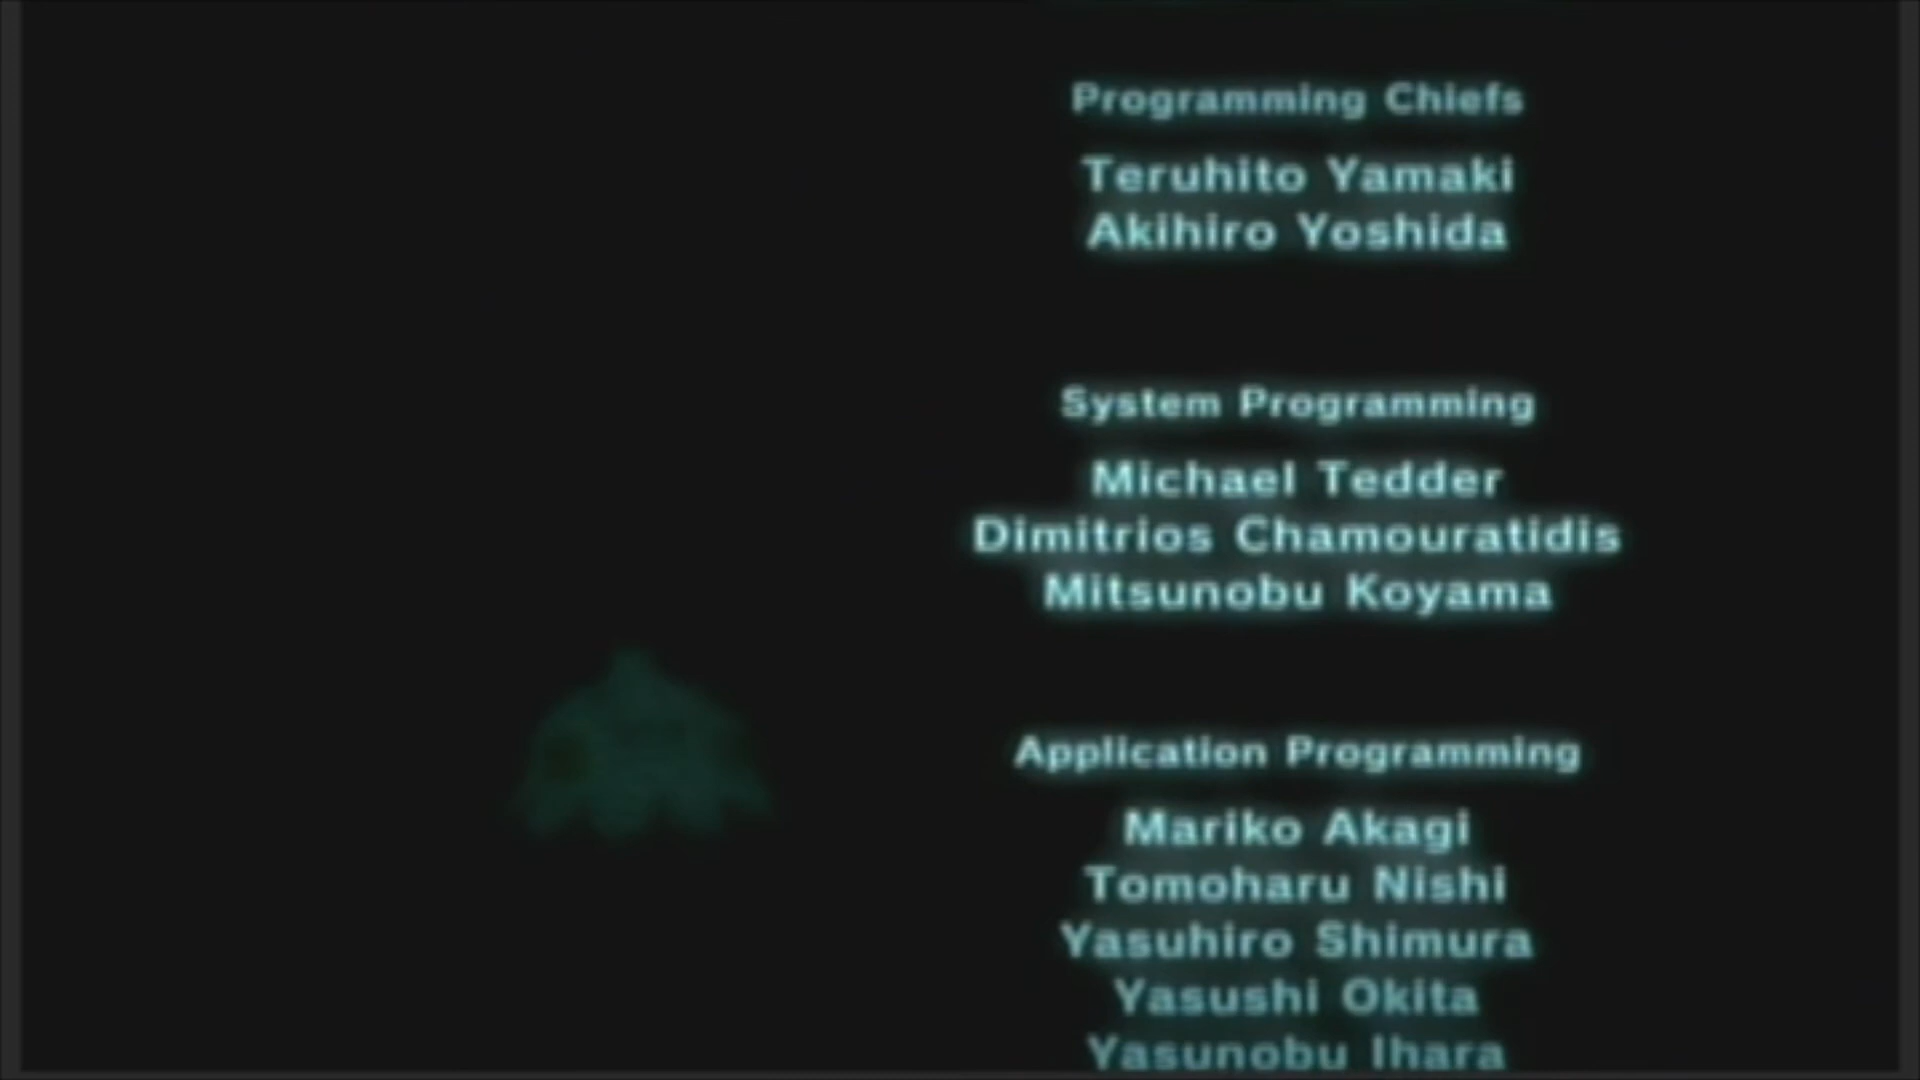 Programming Chiefs
Teruhito Yamaki
Akihiro Yoshida
System Programming
Michael Tedder
Dimitrios Chamouratidis
Mitsunobu Koyama
Application Programming
Mariko Akagi
Tomoharu Nishi
Yasuhiro Shimura
Yasushi Okita
Yasunobu Ihara